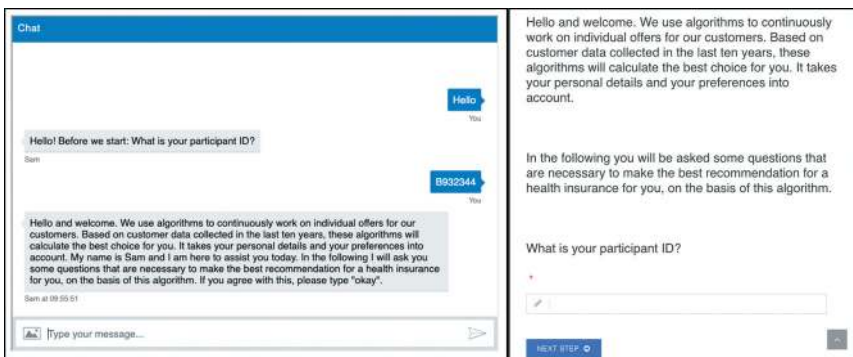 Chat
Hello
You
Hello! Before we start: What is your participant ID?
Sam
B932344
You
Hello and welcome. We use algorithms to continuously work on individual offers for our
customers. Based on customer data collected in the last ten years, these algorithms will
calculate the best choice for you. It takes your personal details and your preferences into
account. My name is Sam and I am here to assist you today. In the following I will ask you
some questions that are necessary to make the best recommendation for a health insurance
for you, on the basis of this algorithm. If you agree with this, please type "okay".
Sam at 09:55:51
Type your message...
Hello and welcome. We use algorithms to continuously
work on individual offers for our customers. Based on
customer data collected in the last ten years, these
algorithms will calculate the best choice for you. It takes
your personal details and your preferences into
account.
In the following you will be asked some questions that
are necessary to make the best recommendation for a
health insurance for you, on the basis of this algorithm.
What is your participant ID?
*
NEXT STEP